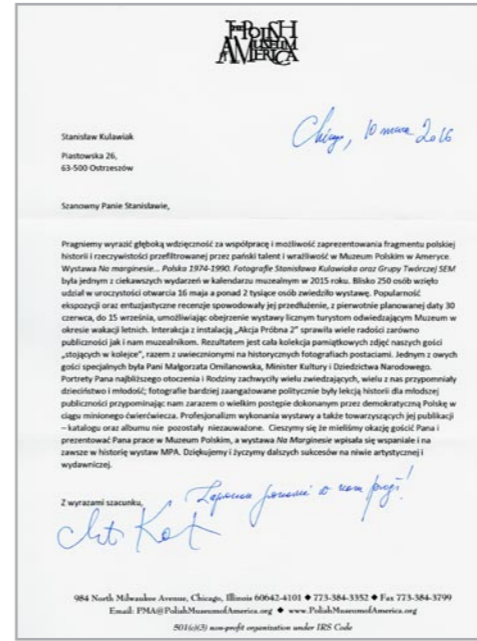 THE POLISH
MUSEUM
AMERICA
Chicago, 10 marca 2016
Stanisław Kulawiak
Piastowska 26,
63-500 Ostrzeszów
Szanowny Panie Stanisławie,
Pragniemy wyrazić głęboką wdzięczność za współpracę i możliwość zaprezentowania fragmentu polskiej
historii i rzeczywistości przefiltrowanej przez pański talent i wrażliwość w Muzeum Polskim w Ameryce.
Wystawa Na marginesie... Polska 1974-1990. Fotografie Stanisława Kulawiaka oraz Grupy Twórczej SEM
była jednym z ciekawszych wydarzeń w kalendarzu muzealnym w 2015 roku. Blisko 250 osób wzięło
udział w uroczystości otwarcia 16 maja a ponad 2 tysiące osób zwiedziło wystawę. Popularność
ekspozycji oraz entuzjastyczne recenzje spowodowały jej przedłużenie, z pierwotnie planowanej daty 30
czerwca, do 15 września, umożliwiając obejrzenie wystawy licznym turystom odwiedzającym Muzeum w
okresie wakacji letnich. Interakcja z instalacją „Akcja Próbna 2” sprawiła wiele radości zarówno
publiczności jak i nam muzealnikom. Rezultatem jest cała kolekcja pamiątkowych zdjęć naszych gości
„stojących w kolejce”, razem z uwiecznionymi na historycznych fotografiach postaciami. Jednym z owych
gości specjalnych była Pani Małgorzata Omilanowska, Minister Kultury i Dziedzictwa Narodowego.
Portrety Pana najbliższego otoczenia i Rodziny zachwyciły wielu zwiedzających, wielu z nas przypomniały
dzieciństwo i młodość; fotografie bardziej zaangażowane politycznie były lekcją historii dla młodszej
publiczności przypominając nam zarazem o wielkim postępie dokonanym przez demokratyczną Polskę w
ciągu minionego ćwierćwiecza. Profesjonalizm wykonania wystawy a także towarzyszących jej publikacji
– katalogu oraz albumu nie pozostały niezauważone. Cieszymy się że mieliśmy okazję gościć Pana i
prezentować Pana prace w Muzeum Polskim, a wystawa Na Marginesie wpisała się wspaniale i na
zawsze w historię wystaw MPA. Dziękujemy i życzymy dalszych sukcesów na niwie artystycznej i
wydawniczej.
Z wyrazami szacunku,
984 North Milwaukee Avenue, Chicago, Illinois 60642-4101 ◆ 773-384-3352 ◆ Fax 773-384-3799
Email: PMA@PolishMuseumofAmerica.org ◆ www.PolishMuseumofAmerica.org
501(c)(3) non-profit organization under IRS Code